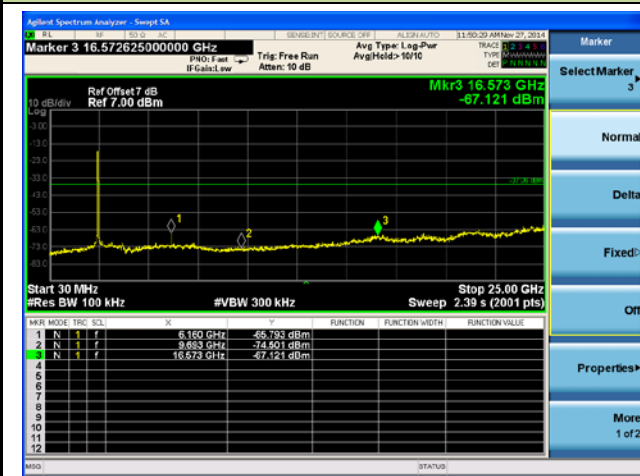 Agilent Spectrum Analyzer - Swept SA
RL RF 50 Ω AC SENSE:INT SOURCE OFF ALIGN AUTO 11:50:29 AM Nov 27, 2014
Marker 3 16.572625000000 GHz
PNO: Fast
IFGain:Low
Trig: Free Run
Atten: 10 dB
Avg Type: Log-Pwr
Avg|Hold:>10/10
TRACE 1 2 3 4 5 6
TYPE MWWWWW
DET P N N N N N
Ref Offset 7 dB
10 dB/div Ref 7.00 dBm
Log
Mkr3 16.573 GHz
-67.121 dBm
-3.00
-13.0
-23.0
-33.0
-43.0
-53.0
-63.0
-73.0
-83.0
1
2
3
Start 30 MHz Stop 25.00 GHz
#Res BW 100 kHz #VBW 300 kHz Sweep 2.39 s (2001 pts)
MKR MODE TRC SCL X Y FUNCTION FUNCTION WIDTH FUNCTION VALUE
1 N 1 f 6.160 GHz -65.793 dBm
2 N 1 f 9.693 GHz -74.501 dBm
3 N 1 f 16.573 GHz -67.121 dBm
4
5
6
7
8
9
10
11
12
MSG STATUS
Marker
Select Marker
3
Normal
Delta
Fixed
Off
Properties
More
1 of 2